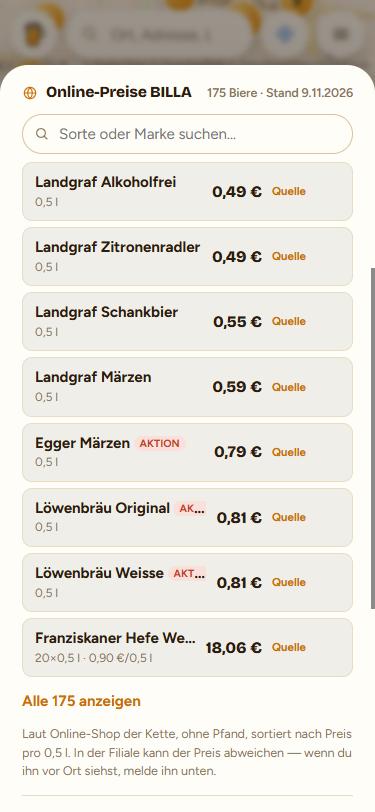 Ort, Adresse, L
Online-Preise BILLA 175 Biere · Stand 9.11.2026
Sorte oder Marke suchen...
Landgraf Alkoholfrei
0,49 € Quelle
0,5 l
Landgraf Zitronenradler
0,49 € Quelle
0,5 l
Landgraf Schankbier
0,55 € Quelle
0,5 l
Landgraf Märzen
0,59 € Quelle
0,5 l
Egger Märzen AKTION
0,79 € Quelle
0,5 l
Löwenbräu Original AK...
0,81 € Quelle
0,5 l
Löwenbräu Weisse AKT...
0,81 € Quelle
0,5 l
Franziskaner Hefe We...
18,06 € Quelle
20×0,5 l · 0,90 €/0,5 l
Alle 175 anzeigen
Laut Online-Shop der Kette, ohne Pfand, sortiert nach Preis
pro 0,5 l. In der Filiale kann der Preis abweichen — wenn du
ihn vor Ort siehst, melde ihn unten.